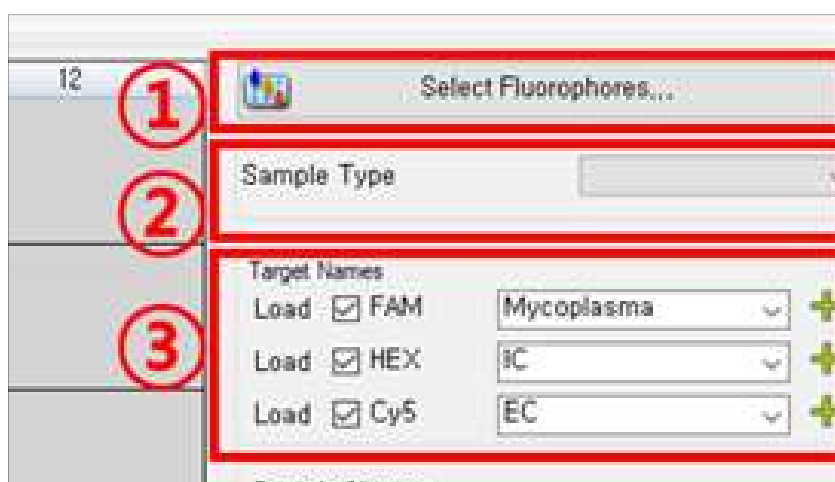 12
① Select Fluorophores...
② Sample Type
③ Target Names
Load FAM Mycoplasma
Load HEX IC
Load Cy5 EC